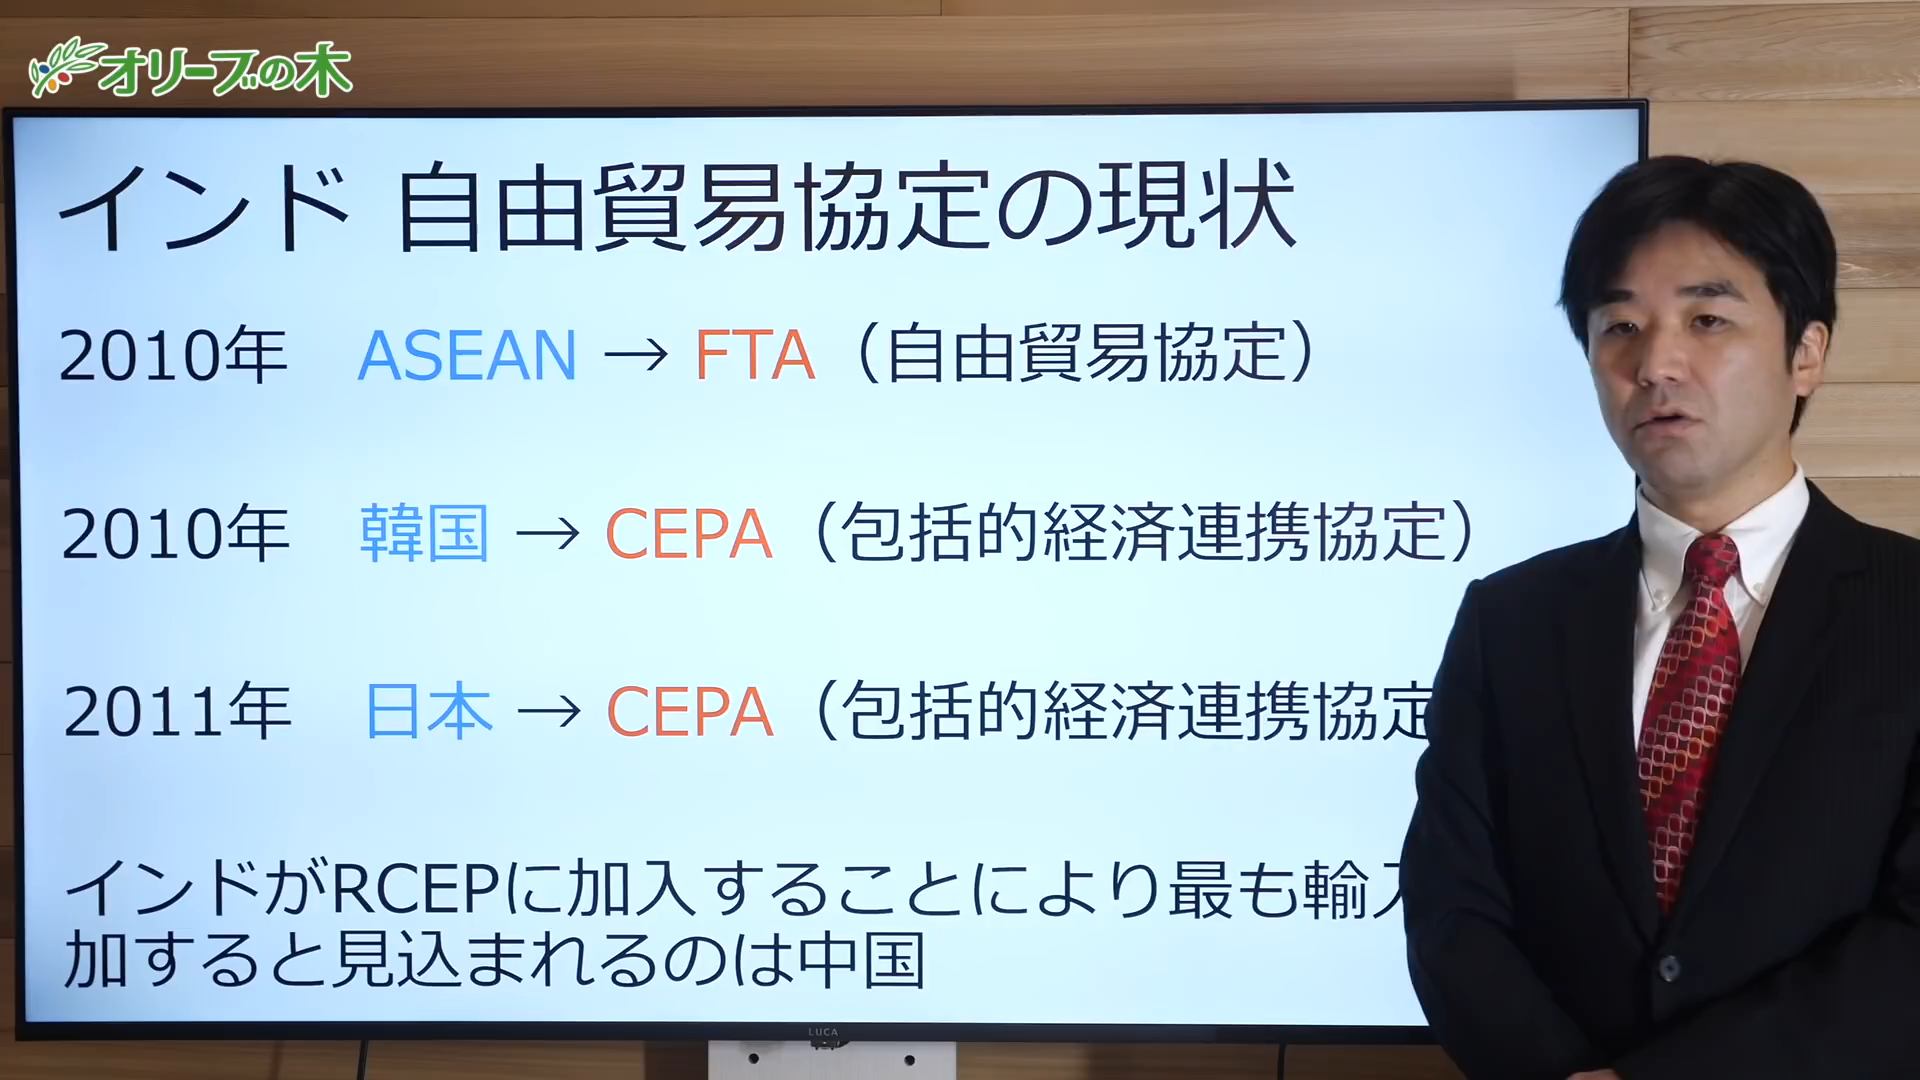 オリーブの木
インド 自由貿易協定の現状
2010年 ASEAN → FTA（自由貿易協定）
2010年 韓国 → CEPA（包括的経済連携協定）
2011年 日本 → CEPA（包括的経済連携協定
インドがRCEPに加入することにより最も輸入
加すると見込まれるのは中国
LUCA